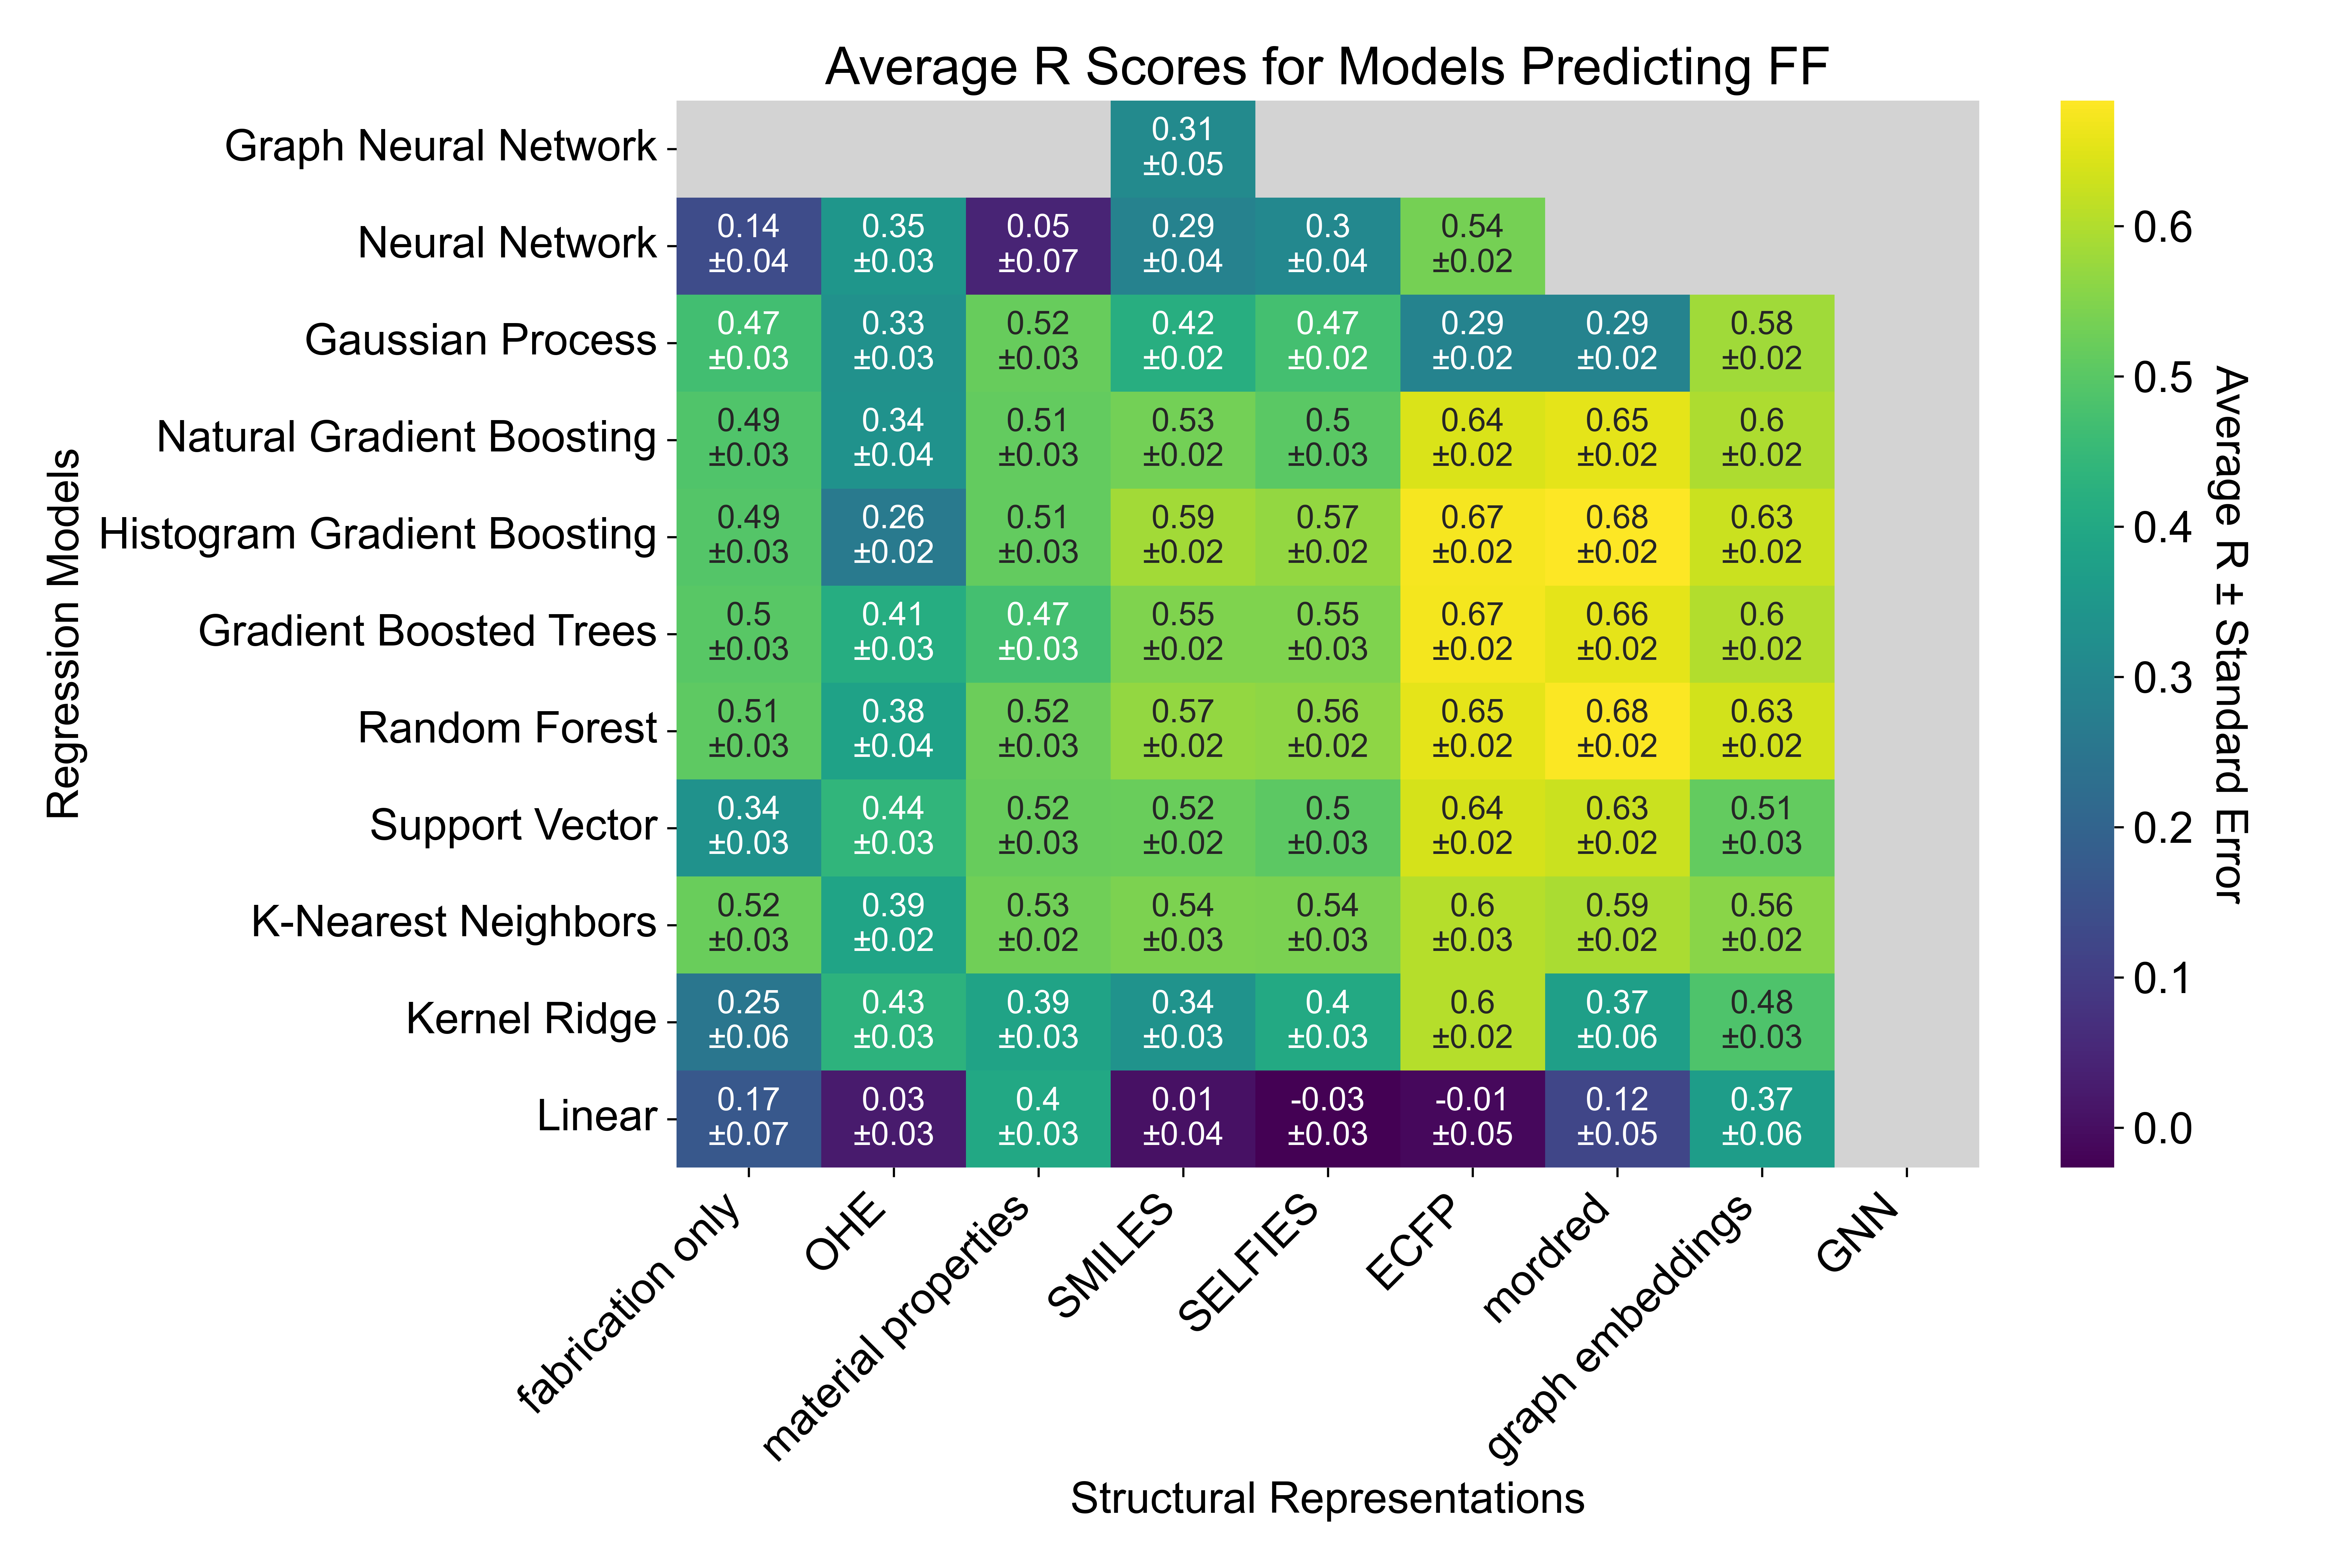 Average R Scores for Models Predicting FF
Regression Models
Graph Neural Network
0.31
±0.05
Neural Network
0.14 0.35 0.05 0.29 0.3 0.54
±0.04 ±0.03 ±0.07 ±0.04 ±0.04 ±0.02
Gaussian Process
0.47 0.33 0.52 0.42 0.47 0.29 0.29 0.58
±0.03 ±0.03 ±0.03 ±0.02 ±0.02 ±0.02 ±0.02 ±0.02
Natural Gradient Boosting
0.49 0.34 0.51 0.53 0.5 0.64 0.65 0.6
±0.03 ±0.04 ±0.03 ±0.02 ±0.03 ±0.02 ±0.02 ±0.02
Histogram Gradient Boosting
0.49 0.26 0.51 0.59 0.57 0.67 0.68 0.63
±0.03 ±0.02 ±0.03 ±0.02 ±0.02 ±0.02 ±0.02 ±0.02
Gradient Boosted Trees
0.5 0.41 0.47 0.55 0.55 0.67 0.66 0.6
±0.03 ±0.03 ±0.03 ±0.02 ±0.03 ±0.02 ±0.02 ±0.02
Random Forest
0.51 0.38 0.52 0.57 0.56 0.65 0.68 0.63
±0.03 ±0.04 ±0.03 ±0.02 ±0.02 ±0.02 ±0.02 ±0.02
Support Vector
0.34 0.44 0.52 0.52 0.5 0.64 0.63 0.51
±0.03 ±0.03 ±0.03 ±0.02 ±0.03 ±0.02 ±0.02 ±0.03
K-Nearest Neighbors
0.52 0.39 0.53 0.54 0.54 0.6 0.59 0.56
±0.03 ±0.02 ±0.02 ±0.03 ±0.03 ±0.03 ±0.02 ±0.02
Kernel Ridge
0.25 0.43 0.39 0.34 0.4 0.6 0.37 0.48
±0.06 ±0.03 ±0.03 ±0.03 ±0.03 ±0.02 ±0.06 ±0.03
Linear
0.17 0.03 0.4 0.01 -0.03 -0.01 0.12 0.37
±0.07 ±0.03 ±0.03 ±0.04 ±0.03 ±0.05 ±0.05 ±0.06
fabrication only
OHE
material properties
SMILES
SELFIES
ECFP
mordred
graph embeddings
GNN
Structural Representations
0.6
0.5
0.4
0.3
0.2
0.1
0.0
Average R ± Standard Error